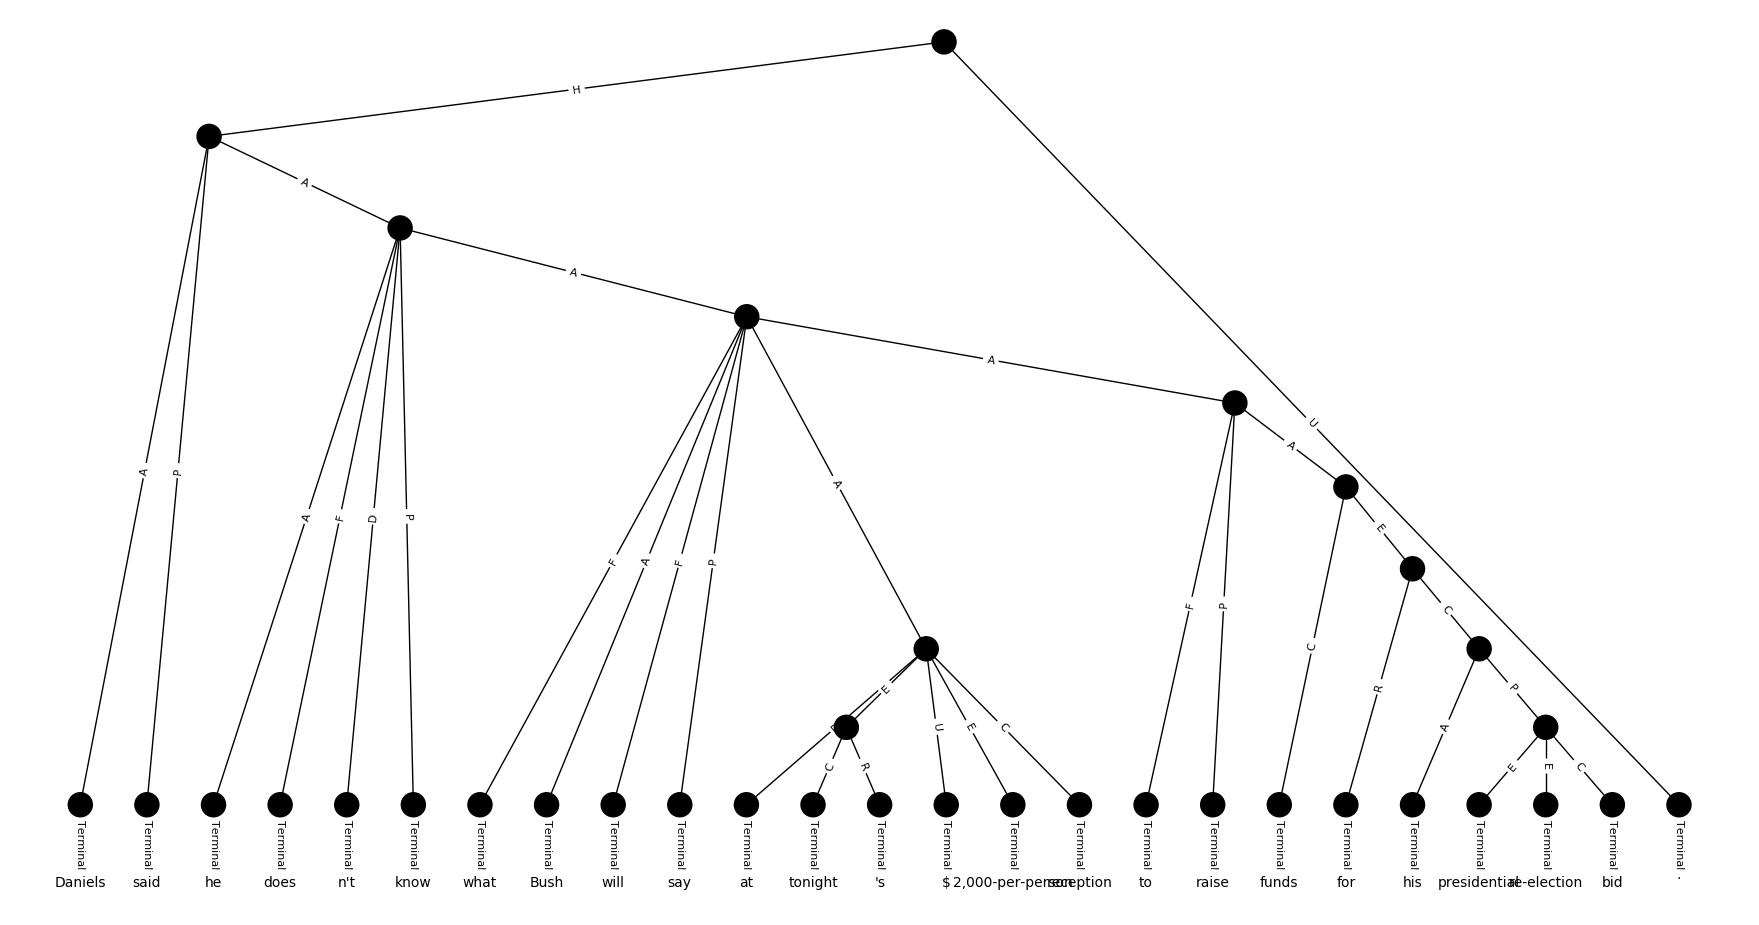 H
A
A
A
U
A
A
P
A
E
A
F
D
P
A
F
A
F
P
C
F
P
C
E
R
P
U
E
C
A
C
R
E
E
C
Terminal Terminal Terminal Terminal Terminal Terminal Terminal Terminal Terminal Terminal Terminal Terminal Terminal Terminal Terminal Terminal Terminal Terminal Terminal Terminal Terminal Terminal Terminal Terminal Terminal
Daniels said he does n't know what Bush will say at tonight 's $ 2,000-per-person reception to raise funds for his presidential re-election bid .